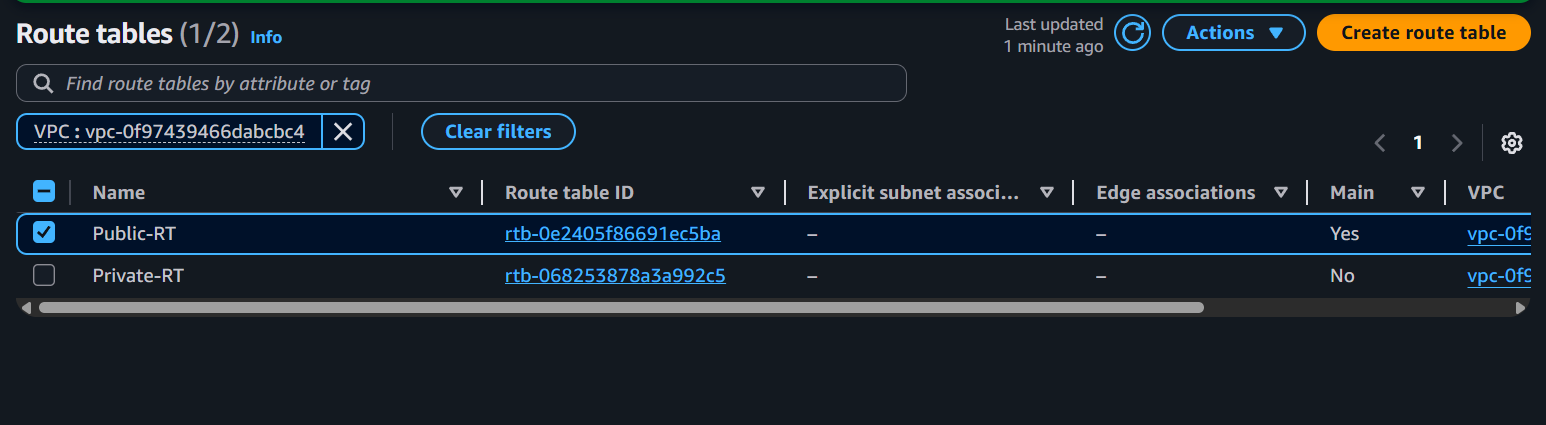 Route tables (1/2) Info
Last updated
1 minute ago
Actions
Create route table
Find route tables by attribute or tag
VPC : vpc-0f97439466dabcbc4
Clear filters
1
Name Route table ID Explicit subnet associ... Edge associations Main VPC
Public-RT rtb-0e2405f86691ec5ba – – Yes vpc-0f9
Private-RT rtb-068253878a3a992c5 – – No vpc-0f9